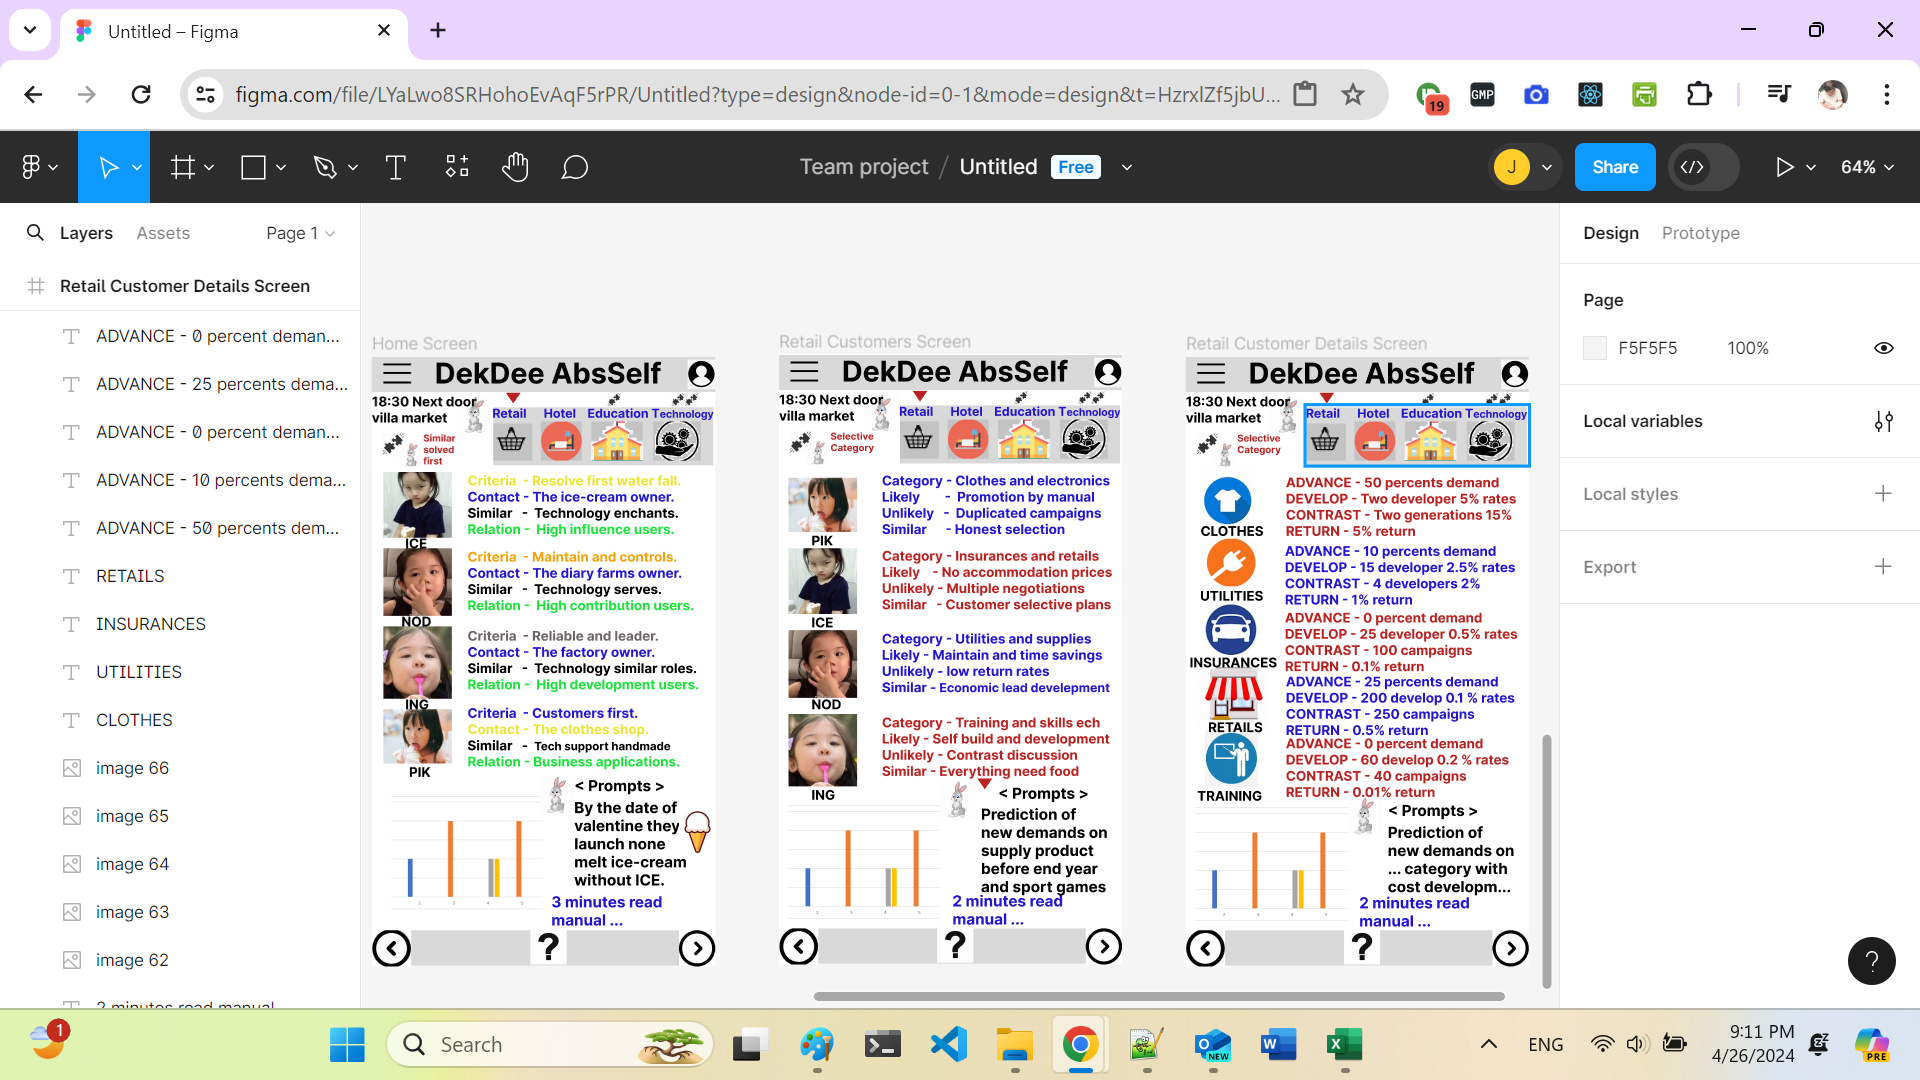 Untitled – Figma
figma.com/file/LYaLwo8SRHohoEvAqF5rPR/Untitled?type=design&node-id=0-1&mode=design&t=HzrxlZf5jbU...
19
GMP
Team project / Untitled Free
J
Share
64%
Layers Assets Page 1
Retail Customer Details Screen
ADVANCE - 0 percent deman...
ADVANCE - 25 percents dema...
ADVANCE - 0 percent deman...
ADVANCE - 10 percents dema...
ADVANCE - 50 percents dem...
RETAILS
INSURANCES
UTILITIES
CLOTHES
image 66
image 65
image 64
image 63
image 62
2 minutes read manual
Home Screen
DekDee AbsSelf
18:30 Next door
villa market
Retail Hotel Education Technology
Similar
solved
first
Criteria - Resolve first water fall.
Contact - The ice-cream owner.
Similar - Technology enchants.
Relation - High influence users.
ICE
Criteria - Maintain and controls.
Contact - The diary farms owner.
Similar - Technology serves.
Relation - High contribution users.
NOD
Criteria - Reliable and leader.
Contact - The factory owner.
Similar - Technology similar roles.
Relation - High development users.
ING
Criteria - Customers first.
Contact - The clothes shop.
Similar - Tech support handmade
Relation - Business applications.
PIK
< Prompts >
By the date of
valentine they
launch none
melt ice-cream
without ICE.
3 minutes read
manual ...
2 3 4 5
?
Retail Customers Screen
DekDee AbsSelf
18:30 Next door
villa market
Retail Hotel Education Technology
Selective
Category
Category - Clothes and electronics
Likely - Promotion by manual
Unlikely - Duplicated campaigns
Similar - Honest selection
PIK
Category - Insurances and retails
Likely - No accommodation prices
Unlikely - Multiple negotiations
Similar - Customer selective plans
ICE
Category - Utilities and supplies
Likely - Maintain and time savings
Unlikely - low return rates
Similar - Economic lead develepment
NOD
Category - Training and skills ech
Likely - Self build and development
Unlikely - Contrast discussion
Similar - Everything need food
ING
< Prompts >
Prediction of
new demands on
supply product
before end year
and sport games
2 minutes read
manual ...
1 3 4 5
?
Retail Customer Details Screen
DekDee AbsSelf
18:30 Next door
villa market
Retail Hotel Education Technology
Selective
Category
ADVANCE - 50 percents demand
DEVELOP - Two developer 5% rates
CONTRAST - Two generations 15%
RETURN - 5% return
CLOTHES
ADVANCE - 10 percents demand
DEVELOP - 15 developer 2.5% rates
CONTRAST - 4 developers 2%
RETURN - 1% return
UTILITIES
ADVANCE - 0 percent demand
DEVELOP - 25 developer 0.5% rates
CONTRAST - 100 campaigns
RETURN - 0.1% return
INSURANCES
ADVANCE - 25 percents demand
DEVELOP - 200 develop 0.1 % rates
CONTRAST - 250 campaigns
RETURN - 0.5% return
RETAILS
ADVANCE - 0 percent demand
DEVELOP - 60 develop 0.2 % rates
CONTRAST - 40 campaigns
RETURN - 0.01% return
TRAINING
< Prompts >
Prediction of
new demands on
... category with
cost developm...
2 minutes read
manual ...
2 3 4 5
?
Design Prototype
Page
F5F5F5 100%
Local variables
Local styles
Export
?
1
Search
NEW
ENG
9:11 PM
4/26/2024
PRE